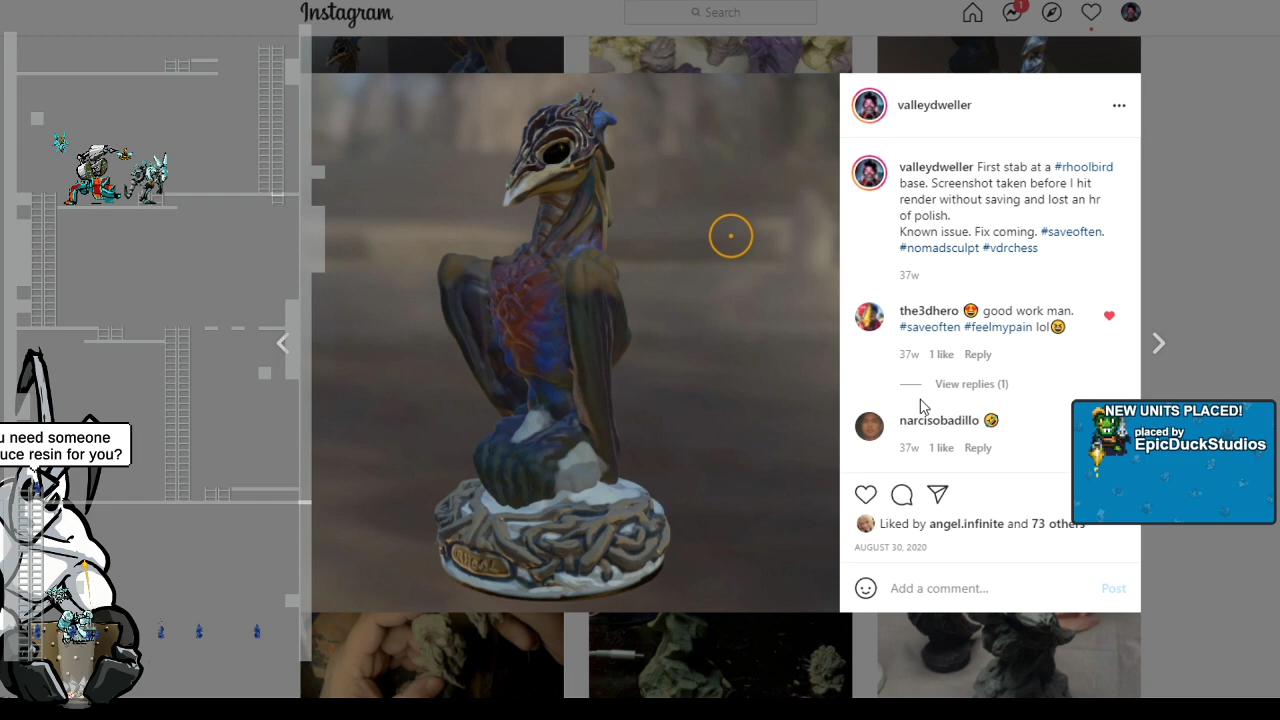 Instagram
Search
1
valleydweller
valleydweller First stab at a #rhoolbird
base. Screenshot taken before I hit
render without saving and lost an hr
of polish.
Known issue. Fix coming. #saveoften.
#nomadsculpt #vdrchess
37w
the3dhero 😍 good work man.
#saveoften #feelmypain lol😆
37w 1 like Reply
View replies (1)
narcisobadillo 🤣
37w 1 like Reply
NEW UNITS PLACED!
placed by
EpicDuckStudios
u need someone
uce resin for you?
Liked by angel.infinite and 73 others
AUGUST 30, 2020
Add a comment... Post